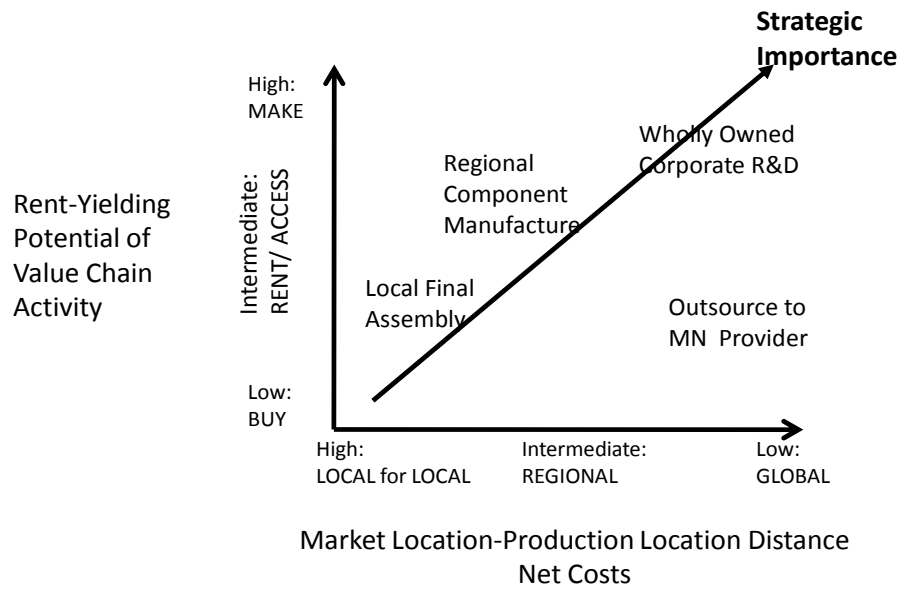 Strategic
Importance
High:
MAKE
Wholly Owned
Corporate R&D
Regional
Component
Manufacture
Rent-Yielding
Potential of
Value Chain
Activity
Intermediate:
RENT/ ACCESS
Local Final
Assembly
Outsource to
MN Provider
Low:
BUY
High:
LOCAL for LOCAL
Intermediate:
REGIONAL
Low:
GLOBAL
Market Location-Production Location Distance
Net Costs